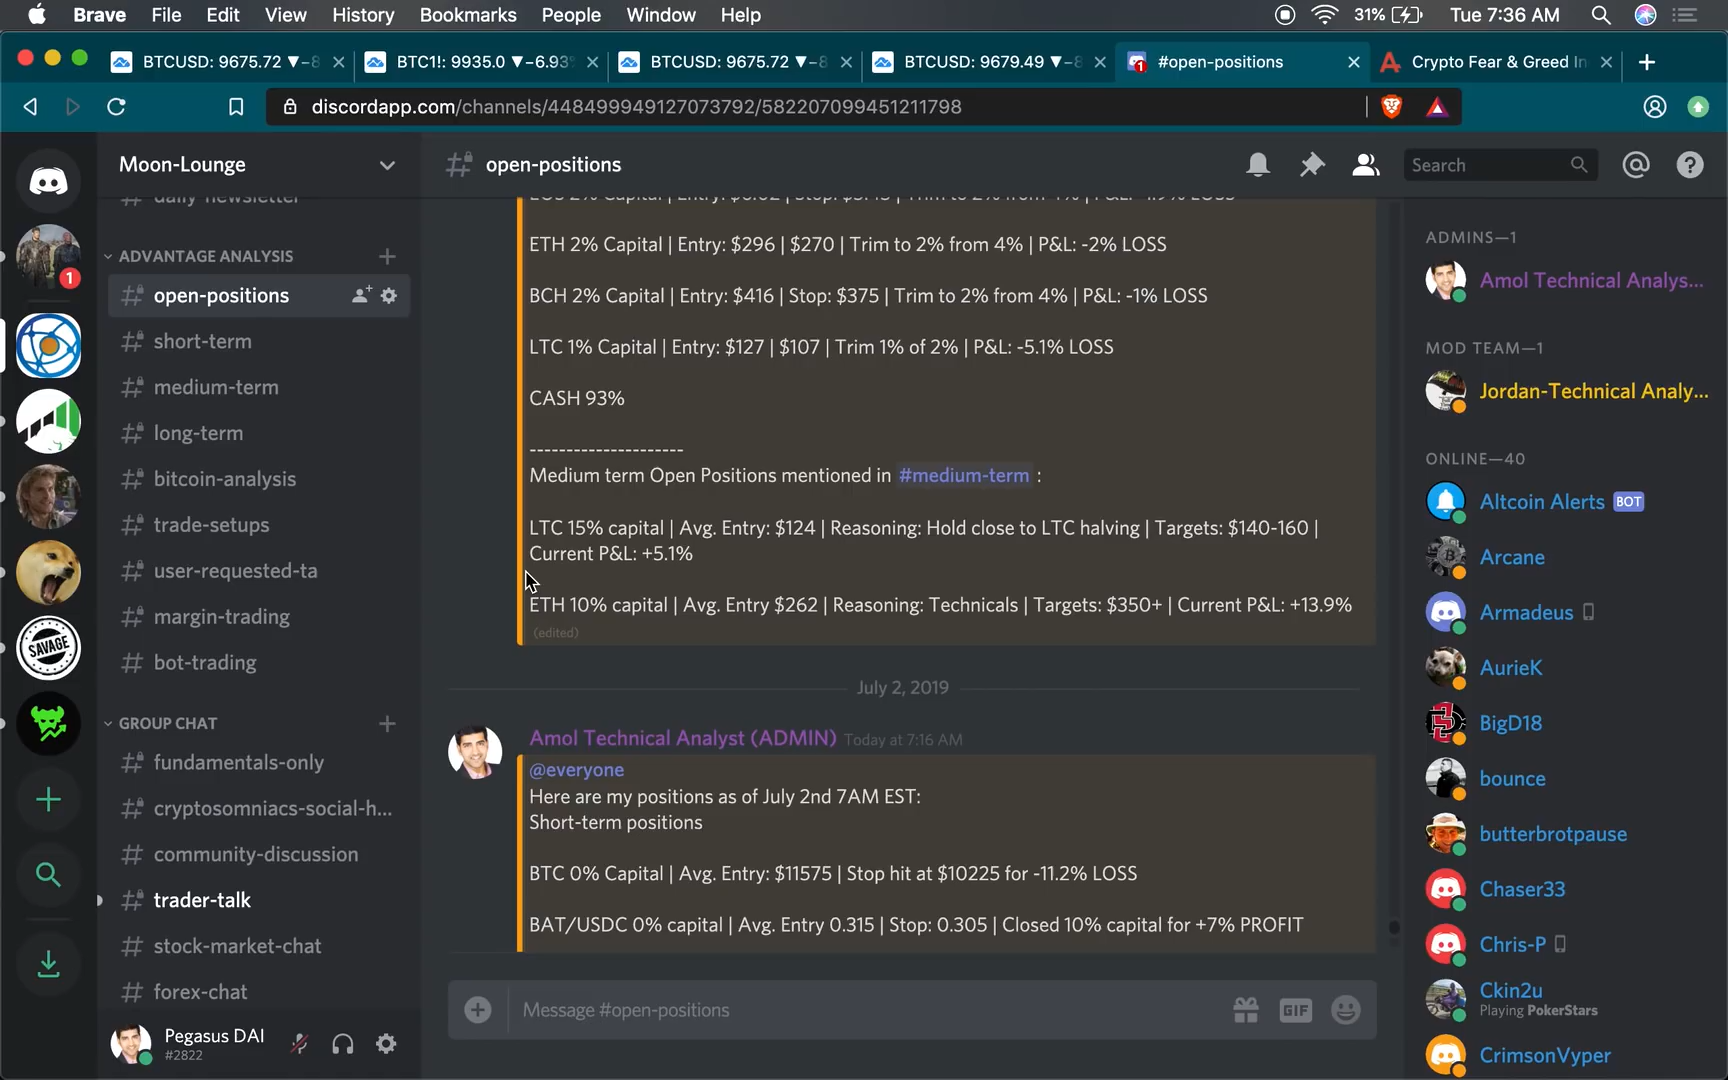 Brave File Edit View History Bookmarks People Window Help 31% Tue 7:36 AM
BTCUSD: 9675.72 ▼−8 BTC1!: 9935.0 ▼−6.93% BTCUSD: 9675.72 ▼−8 BTCUSD: 9679.49 ▼−8 #open-positions Crypto Fear & Greed In
discordapp.com/channels/448499949127073792/582207099451211798
Moon-Lounge
daily-newsletter
ADVANTAGE ANALYSIS
open-positions
short-term
medium-term
long-term
bitcoin-analysis
trade-setups
user-requested-ta
margin-trading
bot-trading
GROUP CHAT
fundamentals-only
cryptosomniacs-social-h...
community-discussion
trader-talk
stock-market-chat
forex-chat
Pegasus DAI
#2822
1
SAVAGE
open-positions
Search
ETH 2% Capital | Entry: $296 | $270 | Trim to 2% from 4% | P&L: -2% LOSS
BCH 2% Capital | Entry: $416 | Stop: $375 | Trim to 2% from 4% | P&L: -1% LOSS
LTC 1% Capital | Entry: $127 | $107 | Trim 1% of 2% | P&L: -5.1% LOSS
CASH 93%
---------------------
Medium term Open Positions mentioned in #medium-term :
LTC 15% capital | Avg. Entry: $124 | Reasoning: Hold close to LTC halving | Targets: $140-160 |
Current P&L: +5.1%
ETH 10% capital | Avg. Entry $262 | Reasoning: Technicals | Targets: $350+ | Current P&L: +13.9%
(edited)
July 2, 2019
Amol Technical Analyst (ADMIN) Today at 7:16 AM
@everyone
Here are my positions as of July 2nd 7AM EST:
Short-term positions
BTC 0% Capital | Avg. Entry: $11575 | Stop hit at $10225 for -11.2% LOSS
BAT/USDC 0% capital | Avg. Entry 0.315 | Stop: 0.305 | Closed 10% capital for +7% PROFIT
Message #open-positions
GIF
ADMINS—1
Amol Technical Analys...
MOD TEAM—1
Jordan-Technical Analy...
ONLINE—40
Altcoin Alerts BOT
Arcane
Armadeus
AurieK
BigD18
bounce
butterbrotpause
Chaser33
Chris-P
Ckin2u
Playing PokerStars
CrimsonVyper